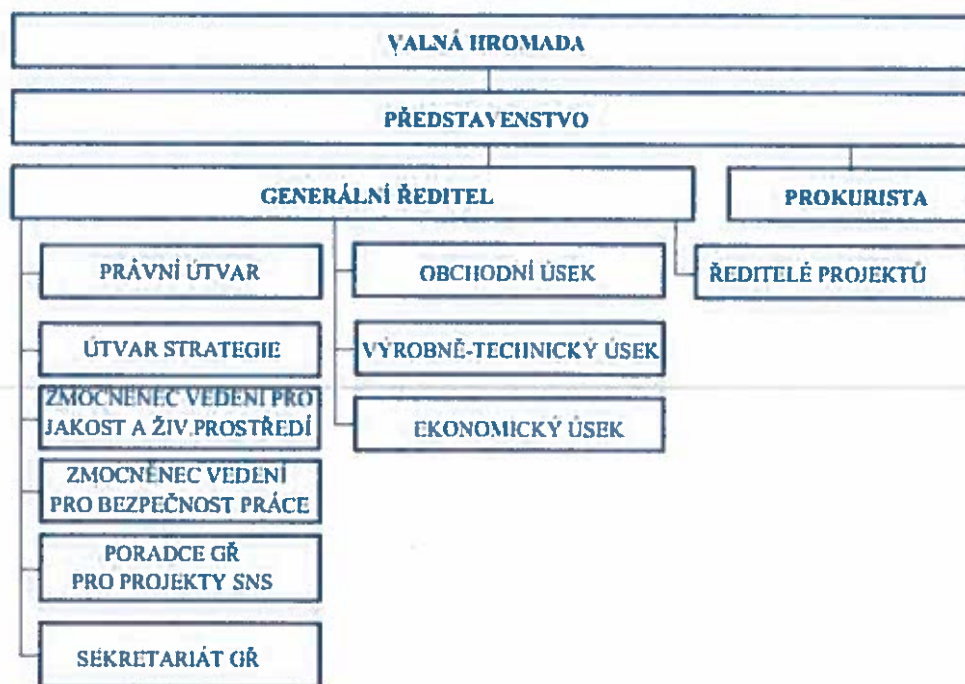 VALNÁ HROMADA
PŘEDSTAVENSTVO
GENERÁLNÍ ŘEDITEL
PROKURISTA
PRÁVNÍ ÚTVAR
OBCHODNÍ ÚSEK
ŘEDITELÉ PROJEKTŮ
ÚTVAR STRATEGIE
VÝROBNĚ-TECHNICKÝ ÚSEK
ZMOCNĚNEC VEDENÍ PRO
JAKOST A ŽIV.PROSTŘEDÍ
EKONOMICKÝ ÚSEK
ZMOCNĚNEC VEDENÍ
PRO BEZPEČNOST PRÁCE
PORADCE GŘ
PRO PROJEKTY SNS
SEKRETARIÁT GŘ